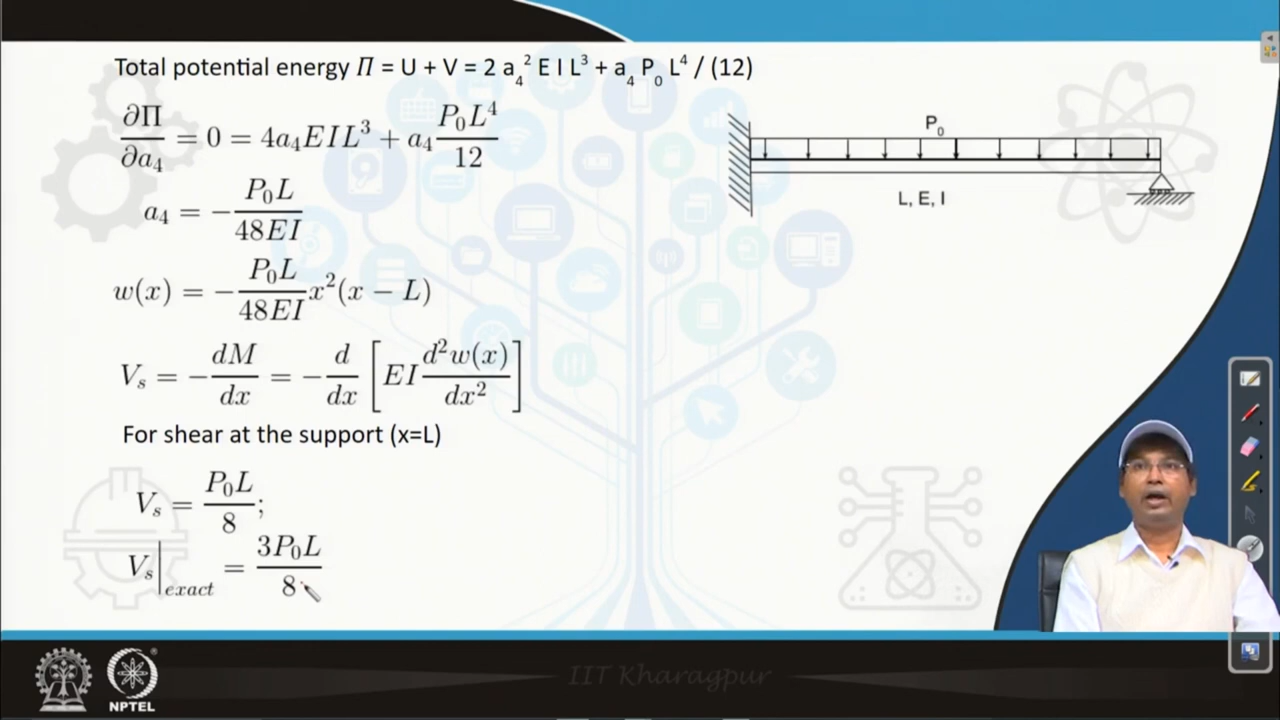 Total potential energy Π = U + V = 2 a₄² E I L³ + a₄ P₀ L⁴ / (12)
∂Π/∂a₄ = 0 = 4a₄EIL³ + a₄ P₀L⁴/12
a₄ = − P₀L/48EI
w(x) = − P₀L/48EI x²(x − L)
Vₛ = − dM/dx = − d/dx [EI d²w(x)/dx²]
For shear at the support (x=L)
Vₛ = P₀L/8;
Vₛ|exact = 3P₀L/8
P₀
L, E, I
NPTEL
®
IIT Kharagpur